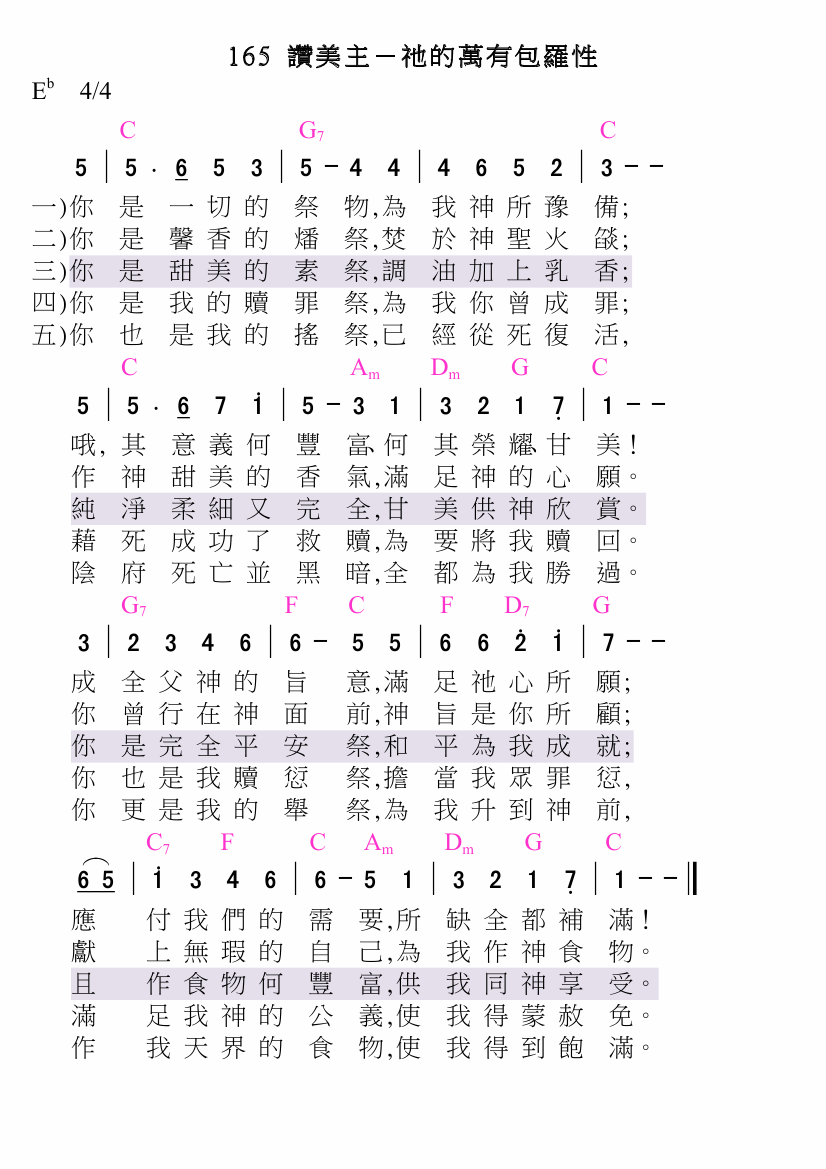 165 讚美主－祂的萬有包羅性
E♭ 4/4
C G7 C
5 | 5 · 6 5 3 | 5 - 4 4 | 4 6 5 2 | 3 - -
一)你 是 一 切 的 祭 物,為 我 神 所 豫 備;
二)你 是 馨 香 的 燔 祭,焚 於 神 聖 火 燄;
三)你 是 甜 美 的 素 祭,調 油 加 上 乳 香;
四)你 是 我 的 贖 罪 祭,為 我 你 曾 成 罪;
五)你 也 是 我 的 搖 祭,已 經 從 死 復 活,
C Am Dm G C
5 | 5 · 6 7 1̇ | 5 - 3 1 | 3 2 1 7̣ | 1 - -
哦, 其 意 義 何 豐 富、何 其 榮 耀、甘 美!
作 神 甜 美 的 香 氣,滿 足 神 的 心 願。
純 淨 柔 細 又 完 全,甘 美 供 神 欣 賞。
藉 死 成 功 了 救 贖,為 要 將 我 贖 回。
陰 府 死 亡 並 黑 暗,全 都 為 我 勝 過。
G7 F C F D7 G
3 | 2 3 4 6 | 6 - 5 5 | 6 6 2̇ 1̇ | 7 - -
成 全 父 神 的 旨 意,滿 足 祂 心 所 願;
你 曾 行 在 神 面 前,神 旨 是 你 所 顧;
你 是 完 全 平 安 祭,和 平 為 我 成 就;
你 也 是 我 贖 愆 祭,擔 當 我 眾 罪 愆,
你 更 是 我 的 舉 祭,為 我 升 到 神 前,
C7 F C Am Dm G C
6 5 | 1̇ 3 4 6 | 6 - 5 1 | 3 2 1 7̣ | 1 - - ‖
應 付 我 們 的 需 要,所 缺 全 都 補 滿!
獻 上 無 瑕 的 自 己,為 我 作 神 食 物。
且 作 食 物 何 豐 富,供 我 同 神 享 受。
滿 足 我 神 的 公 義,使 我 得 蒙 赦 免。
作 我 天 界 的 食 物,使 我 得 到 飽 滿。